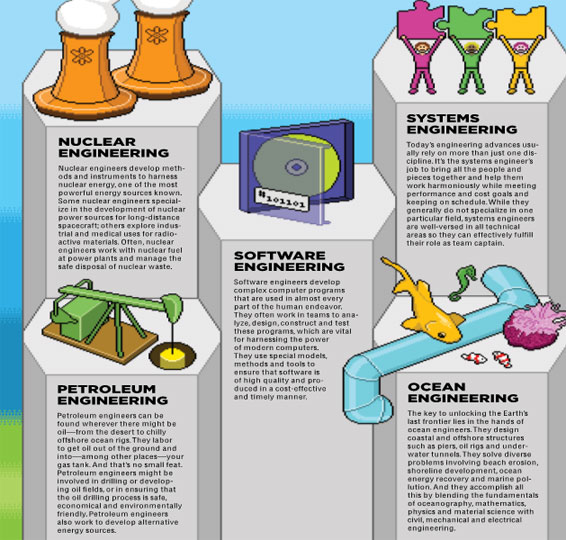 NUCLEAR
ENGINEERING
Nuclear engineers develop meth-
ods and instruments to harness
nuclear energy, one of the most
powerful energy sources known.
Some nuclear engineers special-
ize in the development of nuclear
power sources for long-distance
spacecraft; others explore indus-
trial and medical uses for radio-
active materials. Often, nuclear
engineers work with nuclear fuel
at power plants and manage the
safe disposal of nuclear waste.
PETROLEUM
ENGINEERING
Petroleum engineers can be
found wherever there might be
oil—from the desert to chilly
offshore ocean rigs. They labor
to get oil out of the ground and
into—among other places—your
gas tank. And that's no small feat.
Petroleum engineers might be
involved in drilling or develop-
ing oil fields, or in ensuring that
the oil drilling process is safe,
economical and environmentally
friendly. Petroleum engineers
also work to develop alternative
energy sources.
#101101
SOFTWARE
ENGINEERING
Software engineers develop
complex computer programs
that are used in almost every
part of the human endeavor.
They often work in teams to ana-
lyze, design, construct and test
these programs, which are vital
for harnessing the power
of modern computers.
They use special models,
methods and tools to
ensure that software is
of high quality and pro-
duced in a cost-effective
and timely manner.
SYSTEMS
ENGINEERING
Today's engineering advances usu-
ally rely on more than just one dis-
cipline. It's the systems engineer's
job to bring all the people and
pieces together and help them
work harmoniously while meeting
performance and cost goals and
keeping on schedule. While they
generally do not specialize in one
particular field, systems engineers
are well-versed in all technical
areas so they can effectively fulfill
their role as team captain.
OCEAN
ENGINEERING
The key to unlocking the Earth's
last frontier lies in the hands of
ocean engineers. They design
coastal and offshore structures
such as piers, oil rigs and under-
water tunnels. They solve diverse
problems involving beach erosion,
shoreline development, ocean
energy recovery and marine pol-
lution. And they accomplish all
this by blending the fundamentals
of oceanography, mathematics,
physics and material science with
civil, mechanical and electrical
engineering.